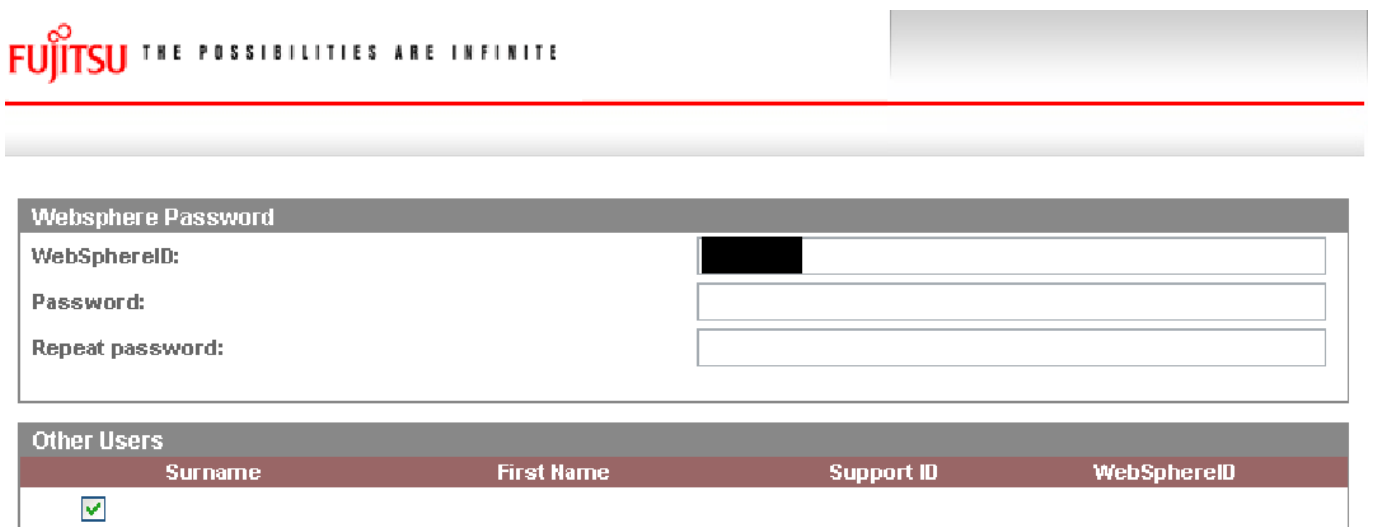 FUJITSU THE POSSIBILITIES ARE INFINITE
Websphere Password
WebSphereID:
Password:
Repeat password:
Other Users
Surname First Name Support ID WebSphereID